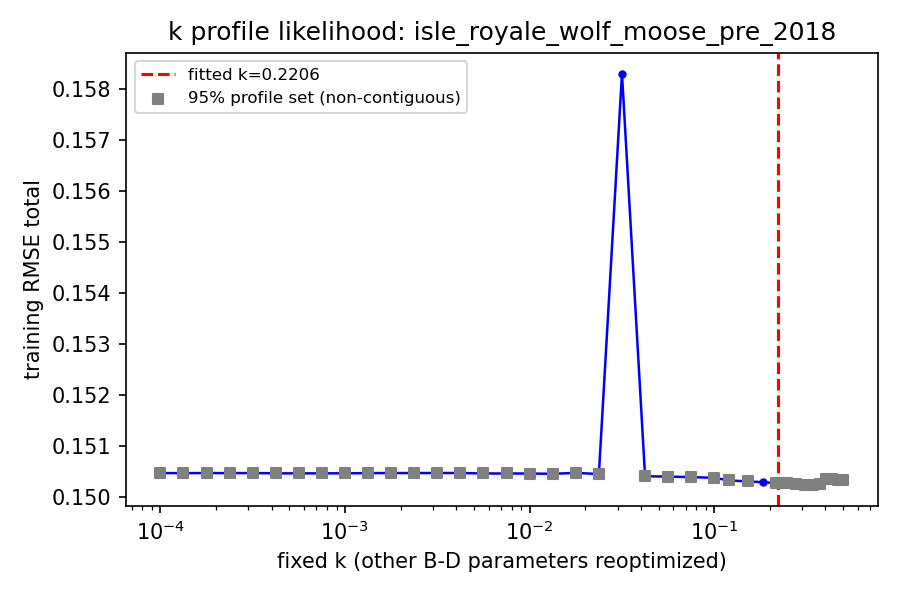 k profile likelihood: isle_royale_wolf_moose_pre_2018
fitted k=0.2206
95% profile set (non-contiguous)
training RMSE total
0.158
0.157
0.156
0.155
0.154
0.153
0.152
0.151
0.150
10⁻⁴
10⁻³
10⁻²
10⁻¹
fixed k (other B-D parameters reoptimized)